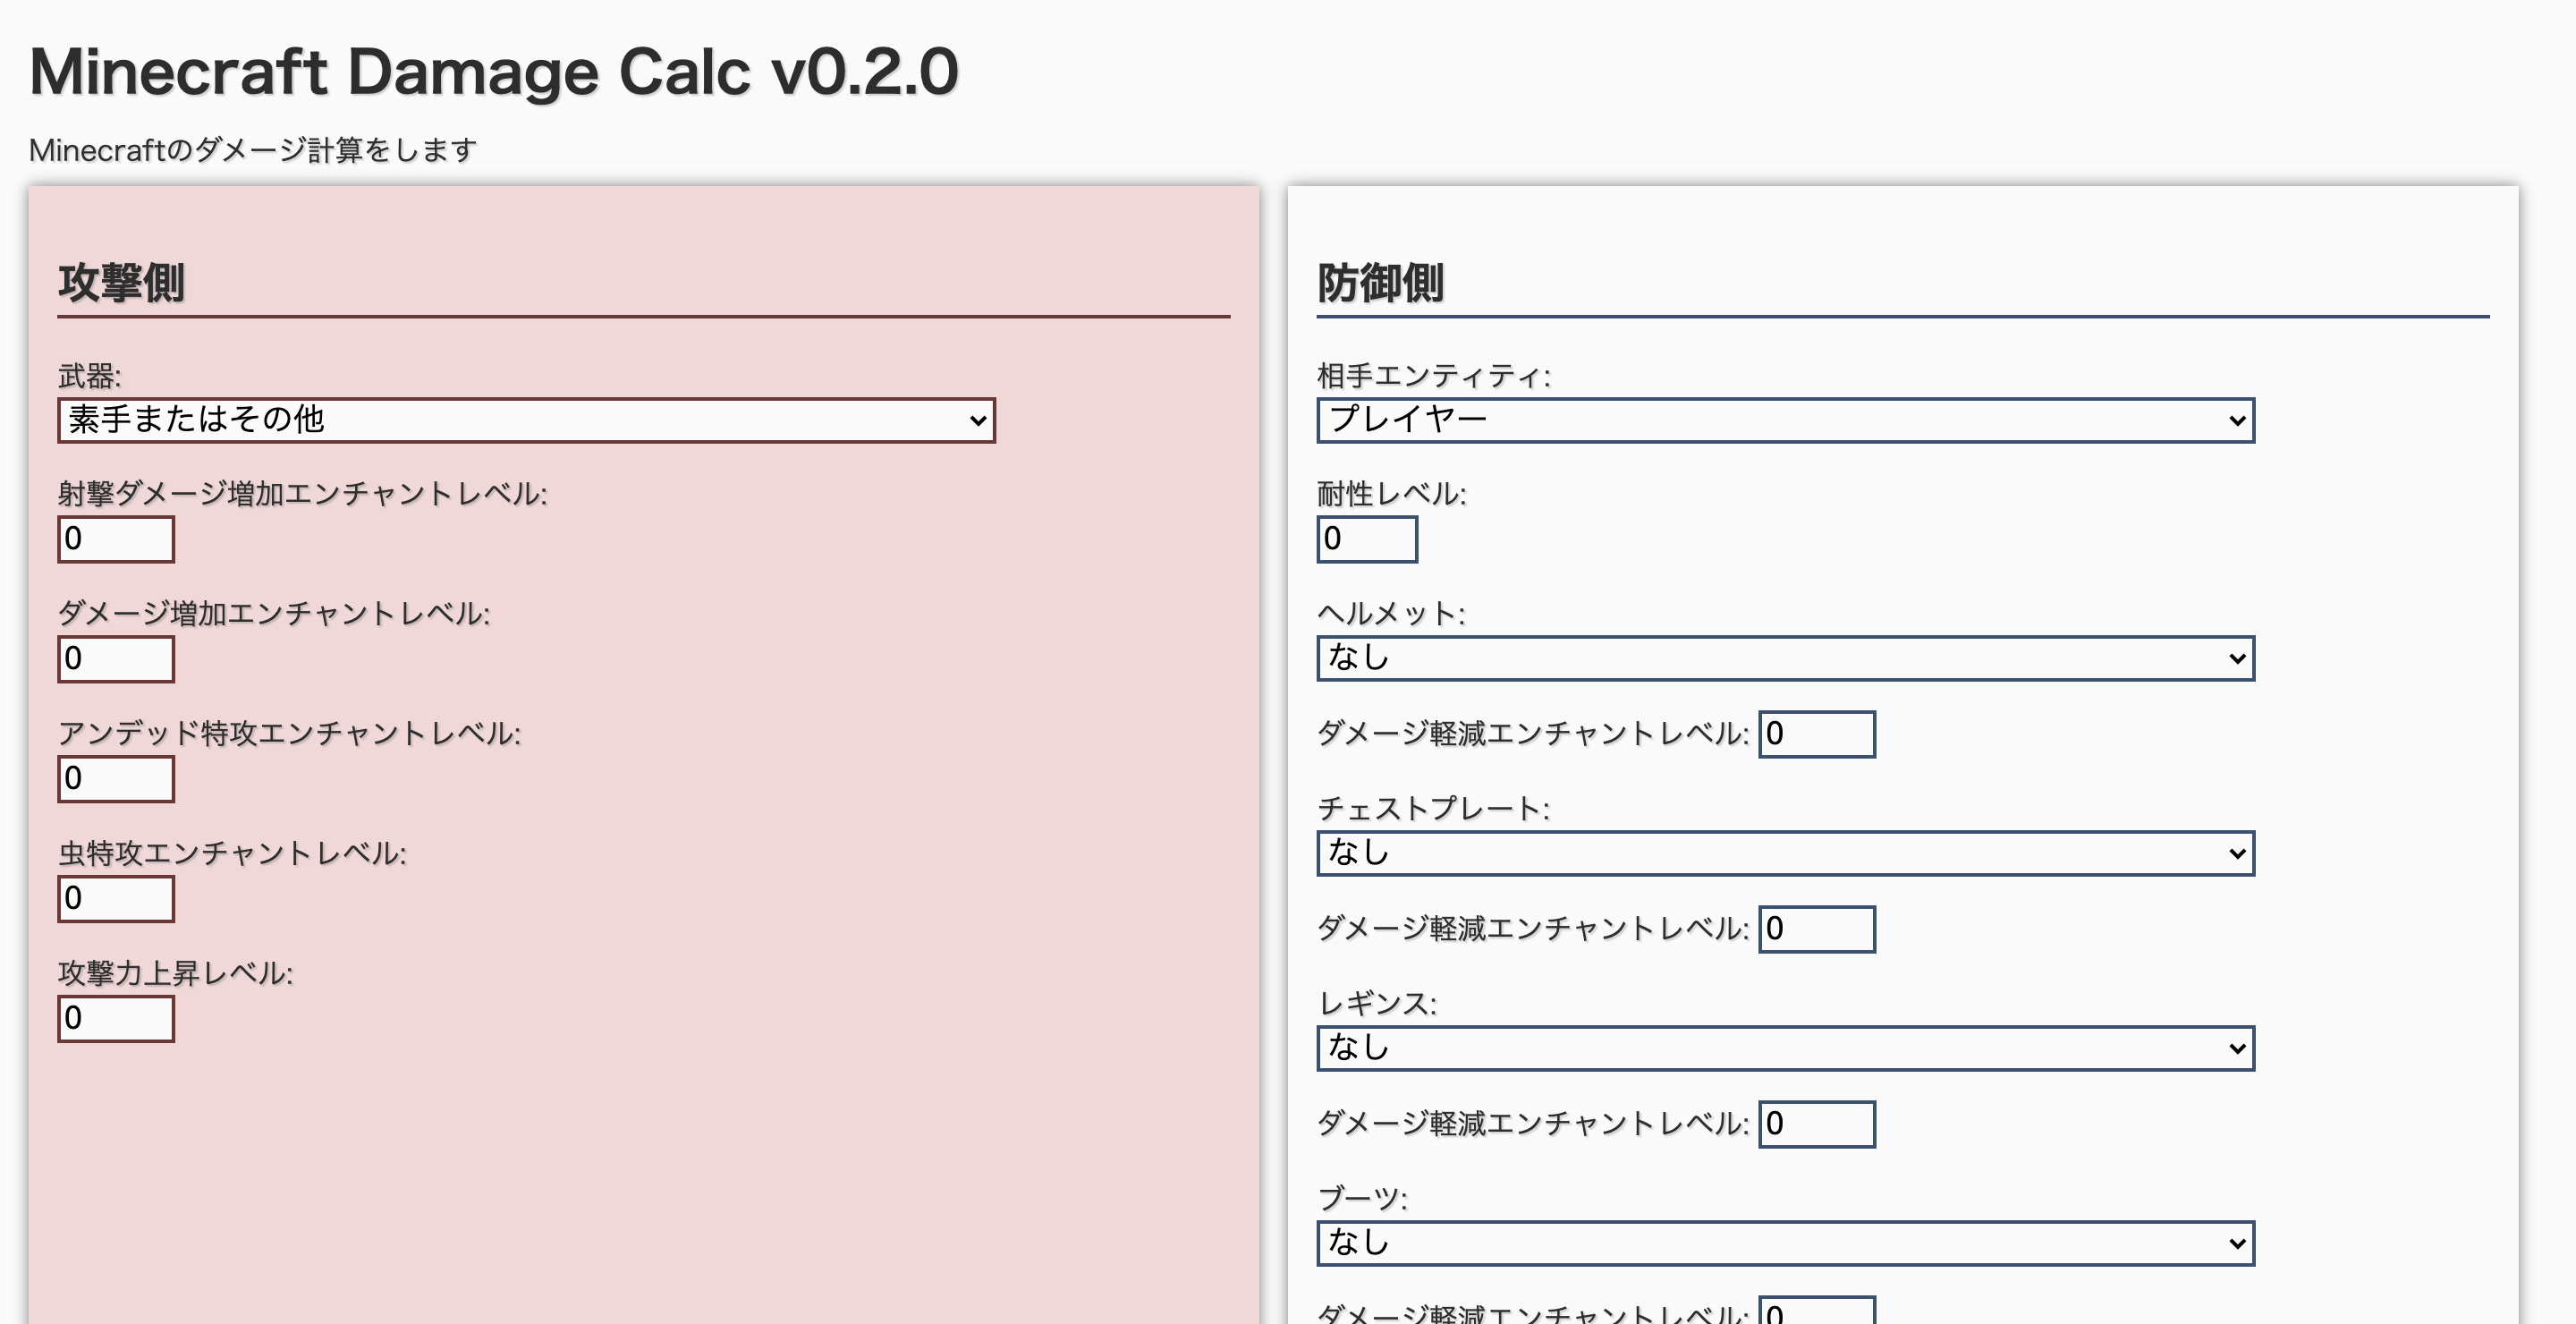 Minecraft Damage Calc v0.2.0
Minecraftのダメージ計算をします
攻撃側
武器:
素手またはその他
射撃ダメージ増加エンチャントレベル:
0
ダメージ増加エンチャントレベル:
0
アンデッド特攻エンチャントレベル:
0
虫特攻エンチャントレベル:
0
攻撃力上昇レベル:
0
防御側
相手エンティティ:
プレイヤー
耐性レベル:
0
ヘルメット:
なし
ダメージ軽減エンチャントレベル: 0
チェストプレート:
なし
ダメージ軽減エンチャントレベル: 0
レギンス:
なし
ダメージ軽減エンチャントレベル: 0
ブーツ:
なし
ダメージ軽減エンチャントレベル: 0